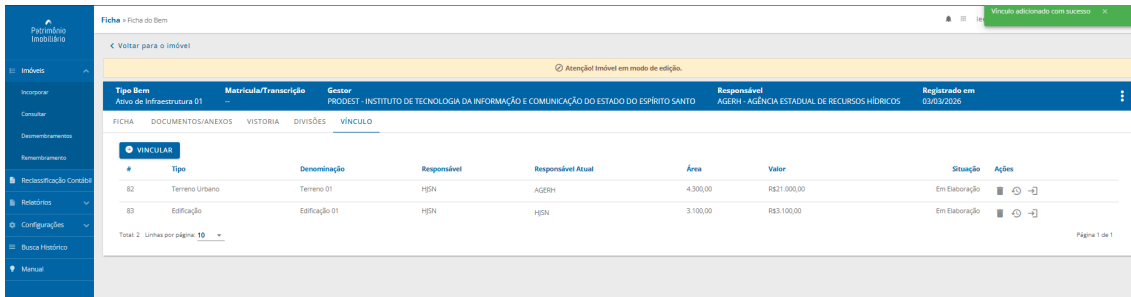 Patrimônio
Imobiliário
Imóveis
Incorporar
Consultar
Desmembramentos
Remembramento
Reclassificação Contábil
Relatórios
Configurações
Busca Histórico
Manual
Ficha » Ficha do Bem
Vínculo adicionado com sucesso ×
Voltar para o imóvel
Atenção! Imóvel em modo de edição.
Tipo Bem Matrícula/Transcrição Gestor Responsável Registrado em
Ativo de Infraestrutura 01 -- PRODEST - INSTITUTO DE TECNOLOGIA DA INFORMAÇÃO E COMUNICAÇÃO DO ESTADO DO ESPÍRITO SANTO AGERH - AGÊNCIA ESTADUAL DE RECURSOS HÍDRICOS 03/03/2026
FICHA DOCUMENTOS/ANEXOS VISTORIA DIVISÕES VÍNCULO
VINCULAR
# Tipo Denominação Responsável Responsável Atual Área Valor Situação Ações
82 Terreno Urbano Terreno 01 HJSN AGERH 4.300,00 R$21.000,00 Em Elaboração
83 Edificação Edificação 01 HJSN HJSN 3.100,00 R$3.100,00 Em Elaboração
Total: 2 Linhas por página: 10
Página 1 de 1